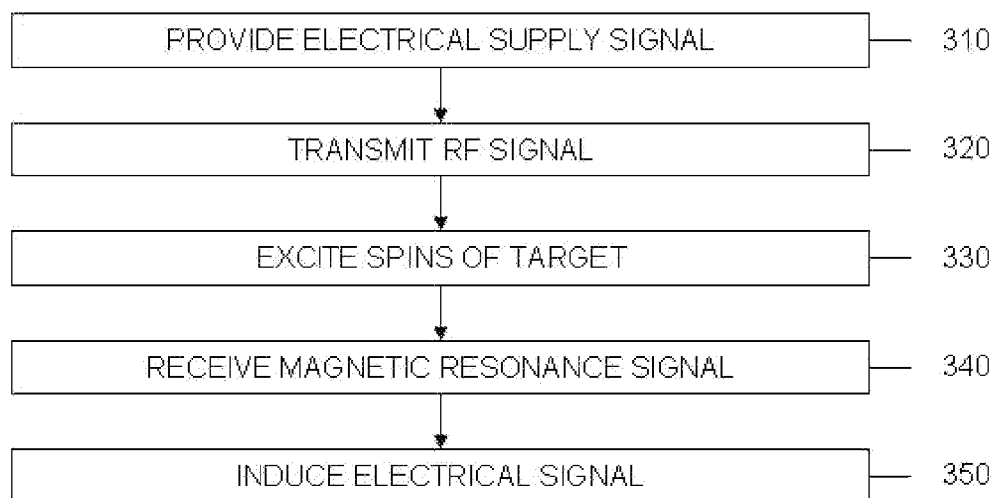 PROVIDE ELECTRICAL SUPPLY SIGNAL 310
TRANSMIT RF SIGNAL 320
EXCITE SPINS OF TARGET 330
RECEIVE MAGNETIC RESONANCE SIGNAL 340
INDUCE ELECTRICAL SIGNAL 350